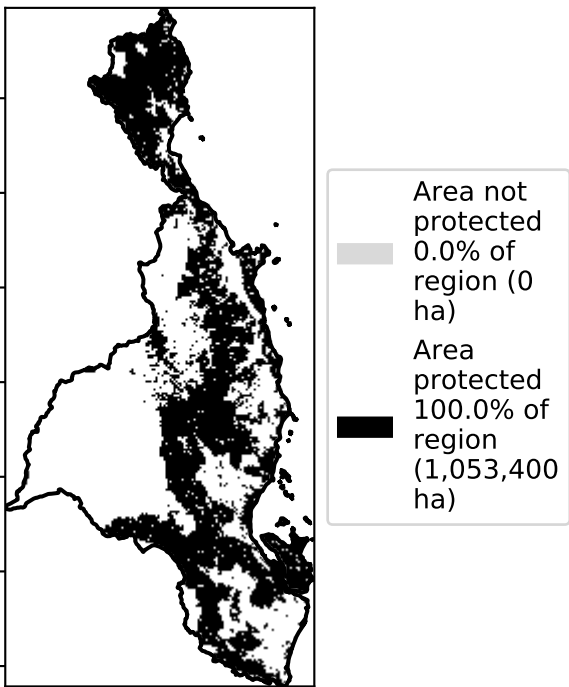 Area not
protected
0.0% of
region (0
ha)
Area
protected
100.0% of
region
(1,053,400
ha)